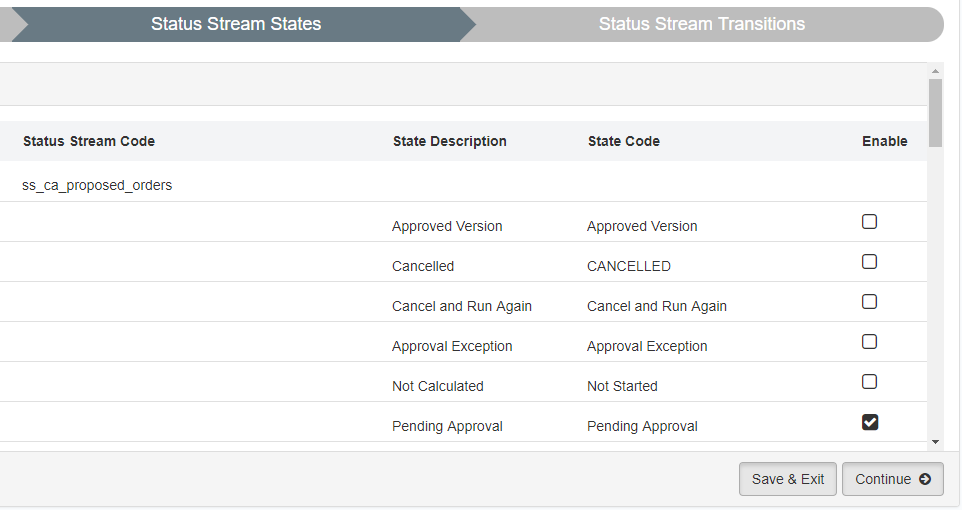 Status Stream States Status Stream Transitions
Status Stream Code State Description State Code Enable
ss_ca_proposed_orders
Approved Version Approved Version
Cancelled CANCELLED
Cancel and Run Again Cancel and Run Again
Approval Exception Approval Exception
Not Calculated Not Started
Pending Approval Pending Approval
Save & Exit Continue